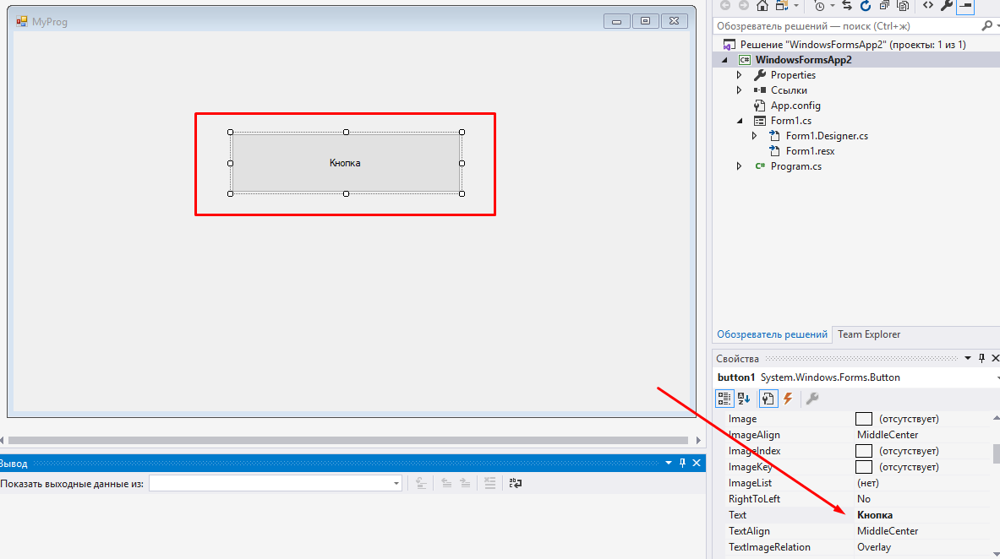 MyProg
Кнопка
Вывод
Показать выходные данные из:
Обозреватель решений — поиск (Ctrl+ж)
Решение "WindowsFormsApp2" (проекты: 1 из 1)
C# WindowsFormsApp2
Properties
Ссылки
App.config
Form1.cs
Form1.Designer.cs
Form1.resx
C# Program.cs
Обозреватель решений Team Explorer
Свойства
button1 System.Windows.Forms.Button
Image (отсутствует)
ImageAlign MiddleCenter
ImageIndex (отсутствует)
ImageKey (отсутствует)
ImageList (нет)
RightToLeft No
Text Кнопка
TextAlign MiddleCenter
TextImageRelation Overlay